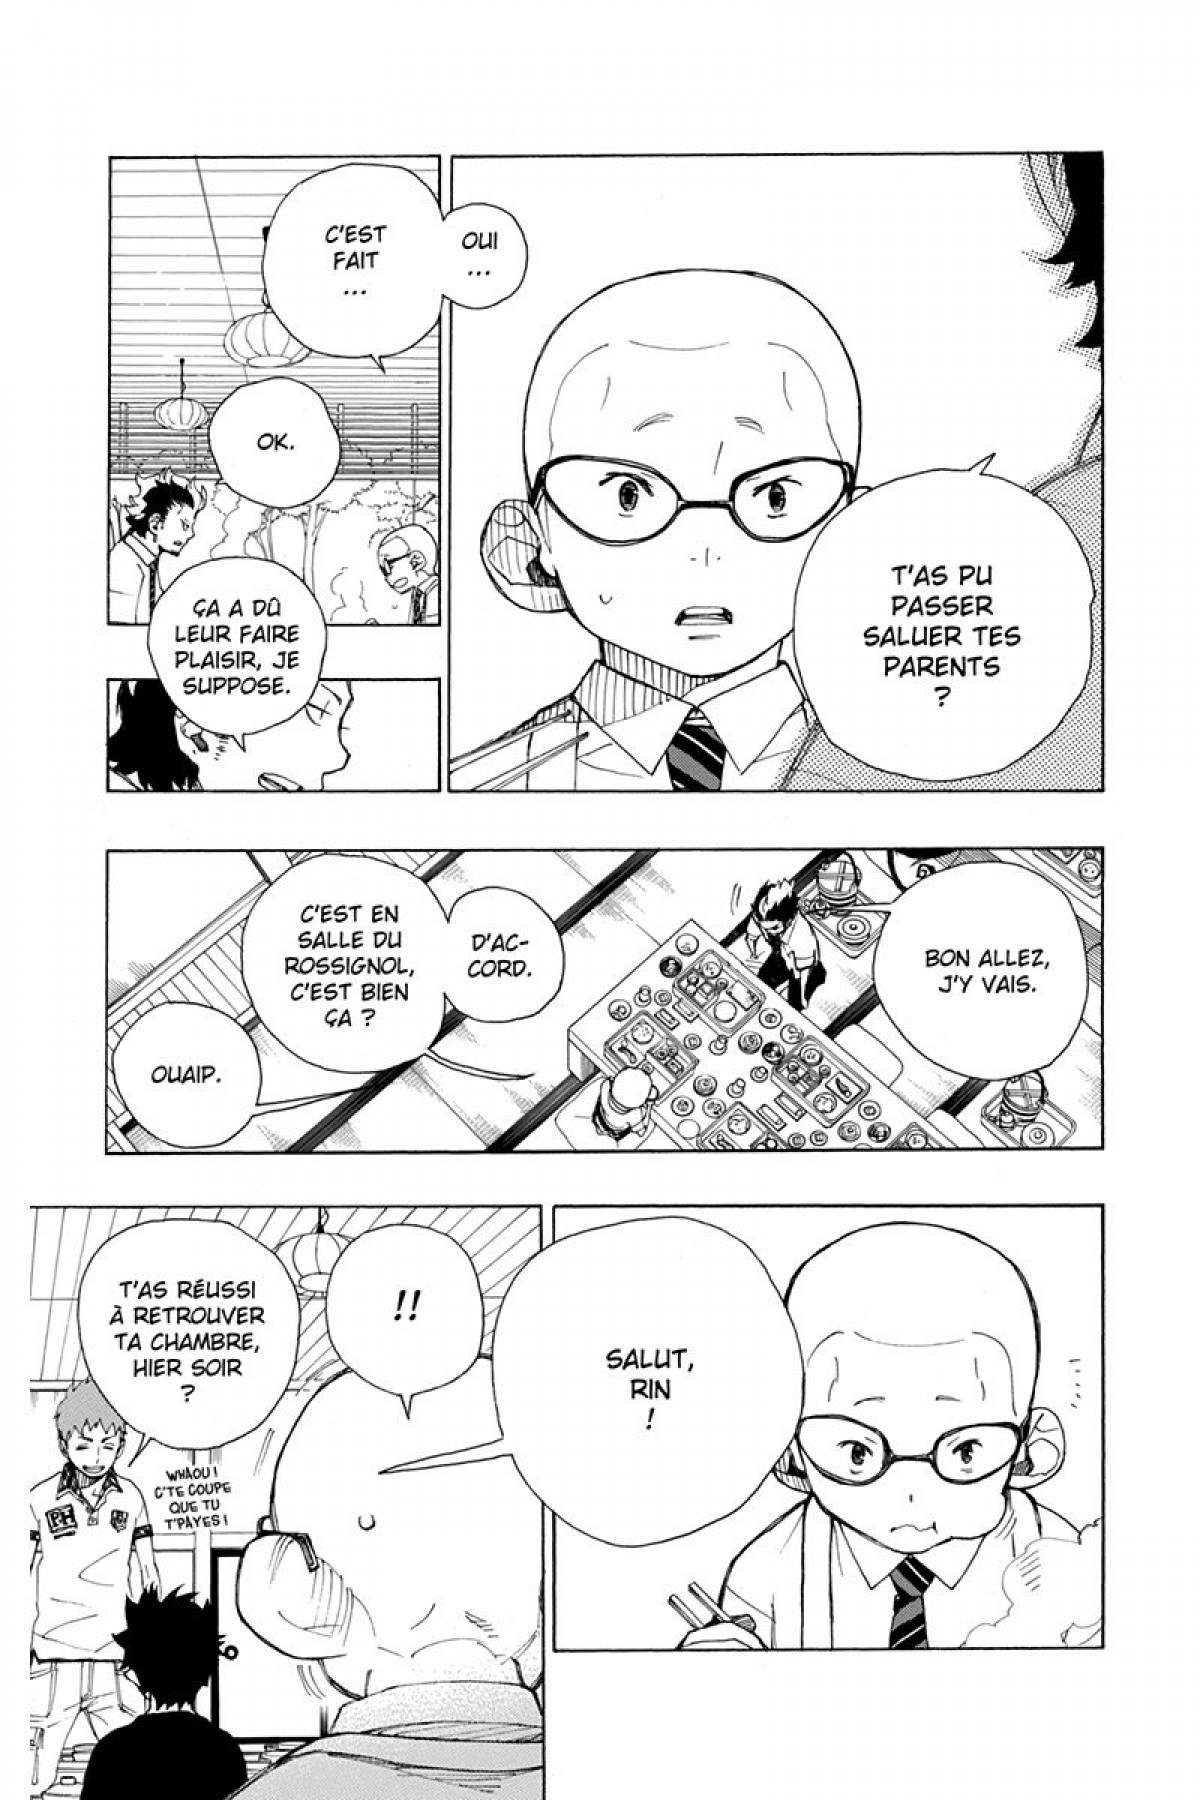 T'AS PU
PASSER
SALUER TES
PARENTS
?
OUI
...
C'EST
FAIT
...
OK.
ÇA A DÛ
LEUR FAIRE
PLAISIR, JE
SUPPOSE.
BON ALLEZ,
J'Y VAIS.
D'AC-
CORD.
C'EST EN
SALLE DU
ROSSIGNOL,
C'EST BIEN
ÇA ?
OUAIP.
SALUT,
RIN
!
!!
T'AS RÉUSSI
À RETROUVER
TA CHAMBRE,
HIER SOIR
?
WHAOU !
C'TE COUPE
QUE TU
T'PAYES !
PH